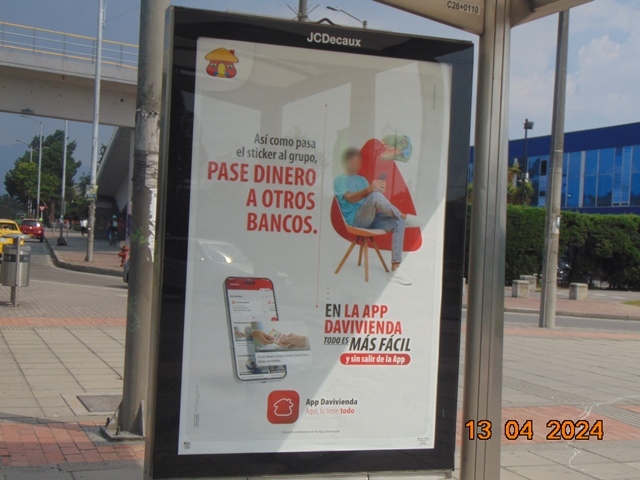 C26+0110
JCDecaux
Así como pasa
el sticker al grupo,
PASE DINERO
A OTROS
BANCOS.
EN LA APP
DAVIVIENDA
TODO ES MÁS FÁCIL
y sin salir de la App
App Davivienda
Aquí, lo tiene todo
13 04 2024